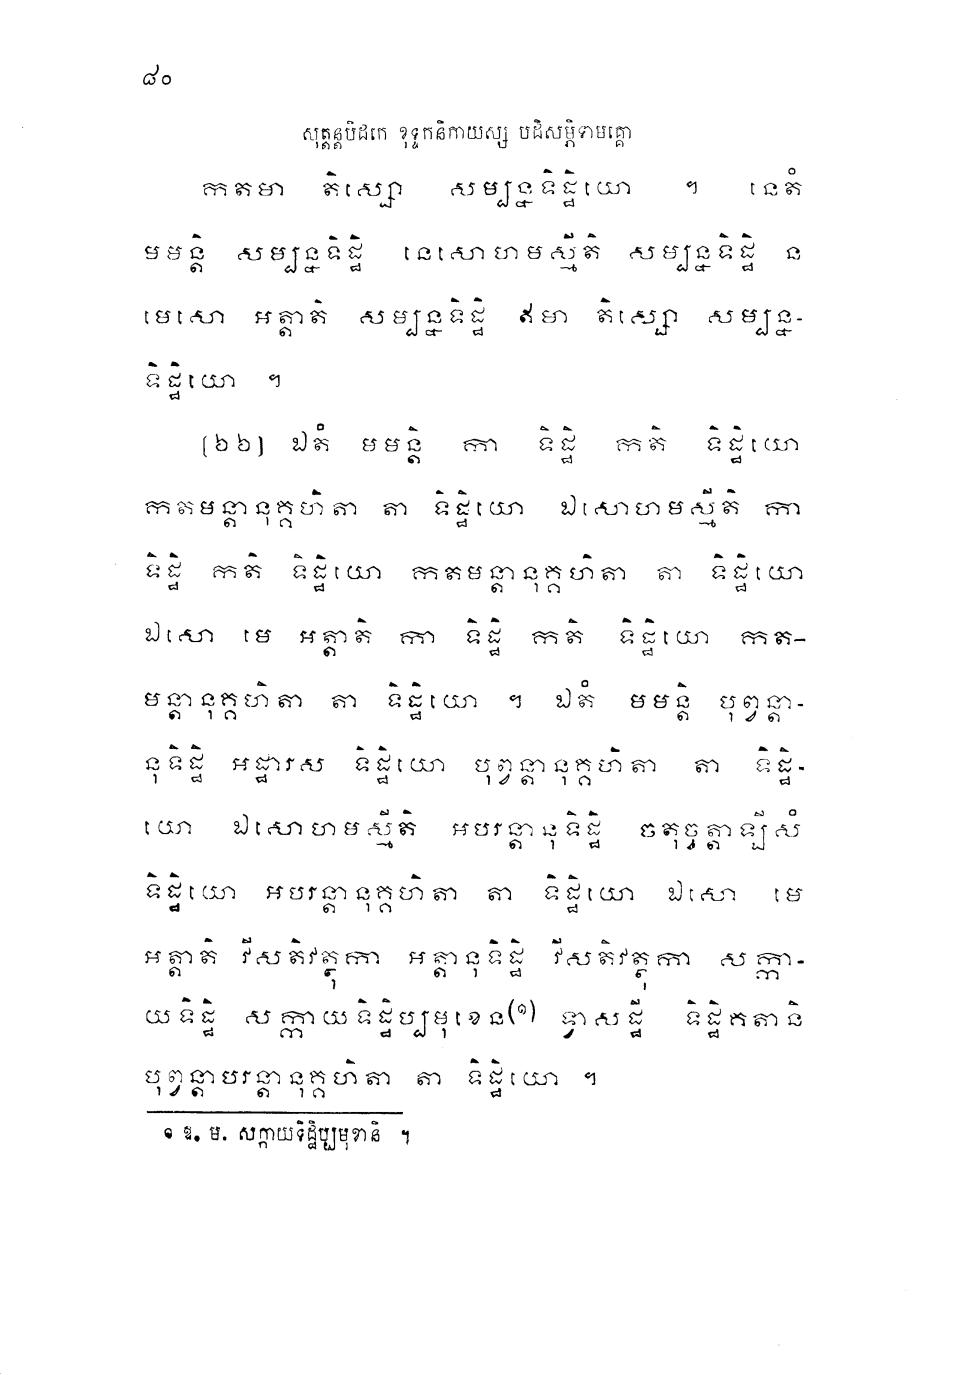 ៨០
សុត្តន្តបិដកេ ខុទ្ទកនិកាយស្ស បដិសម្ភិទាមគ្គោ
កតមា តិស្សោ សម្បន្នទិដ្ឋិយោ ។ នេតំ
មមន្តិ សម្បន្នទិដ្ឋិ នេសោហមស្មីតិ សម្បន្នទិដ្ឋិ ន
មេសោ អត្តាតិ សម្បន្នទិដ្ឋិ ឥមា តិស្សោ សម្បន្ន-
ទិដ្ឋិយោ ។
(៦៦) ឯតំ មមន្តិ កា ទិដ្ឋិ កតិ ទិដ្ឋិយោ
កតមន្តានុគ្គហិតា តា ទិដ្ឋិយោ ឯសោហមស្មីតិ កា
ទិដ្ឋិ កតិ ទិដ្ឋិយោ កតមន្តានុគ្គហិតា តា ទិដ្ឋិយោ
ឯសោ មេ អត្តាតិ កា ទិដ្ឋិ កតិ ទិដ្ឋិយោ កត-
មន្តានុគ្គហិតា តា ទិដ្ឋិយោ ។ ឯតំ មមន្តិ បុព្វន្តា-
នុទិដ្ឋិ អដ្ឋារស ទិដ្ឋិយោ បុព្វន្តានុគ្គហិតា តា ទិដ្ឋិ-
យោ ឯសោហមស្មីតិ អបរន្តានុទិដ្ឋិ ចតុច្ចត្តាឡីសំ
ទិដ្ឋិយោ អបរន្តានុគ្គហិតា តា ទិដ្ឋិយោ ឯសោ មេ
អត្តាតិ វីសតិវត្ថុកា អត្តានុទិដ្ឋិ វីសតិវត្ថុកា សក្កា-
យទិដ្ឋិ សក្កាយទិដ្ឋិប្បមុខេន(១) ទ្វាសដ្ឋី ទិដ្ឋិគតានិ
បុព្វន្តាបរន្តានុគ្គហិតា តា ទិដ្ឋិយោ ។
១ ឱ. ម. សក្កាយទិដ្ឋិប្បមុខានិ ។